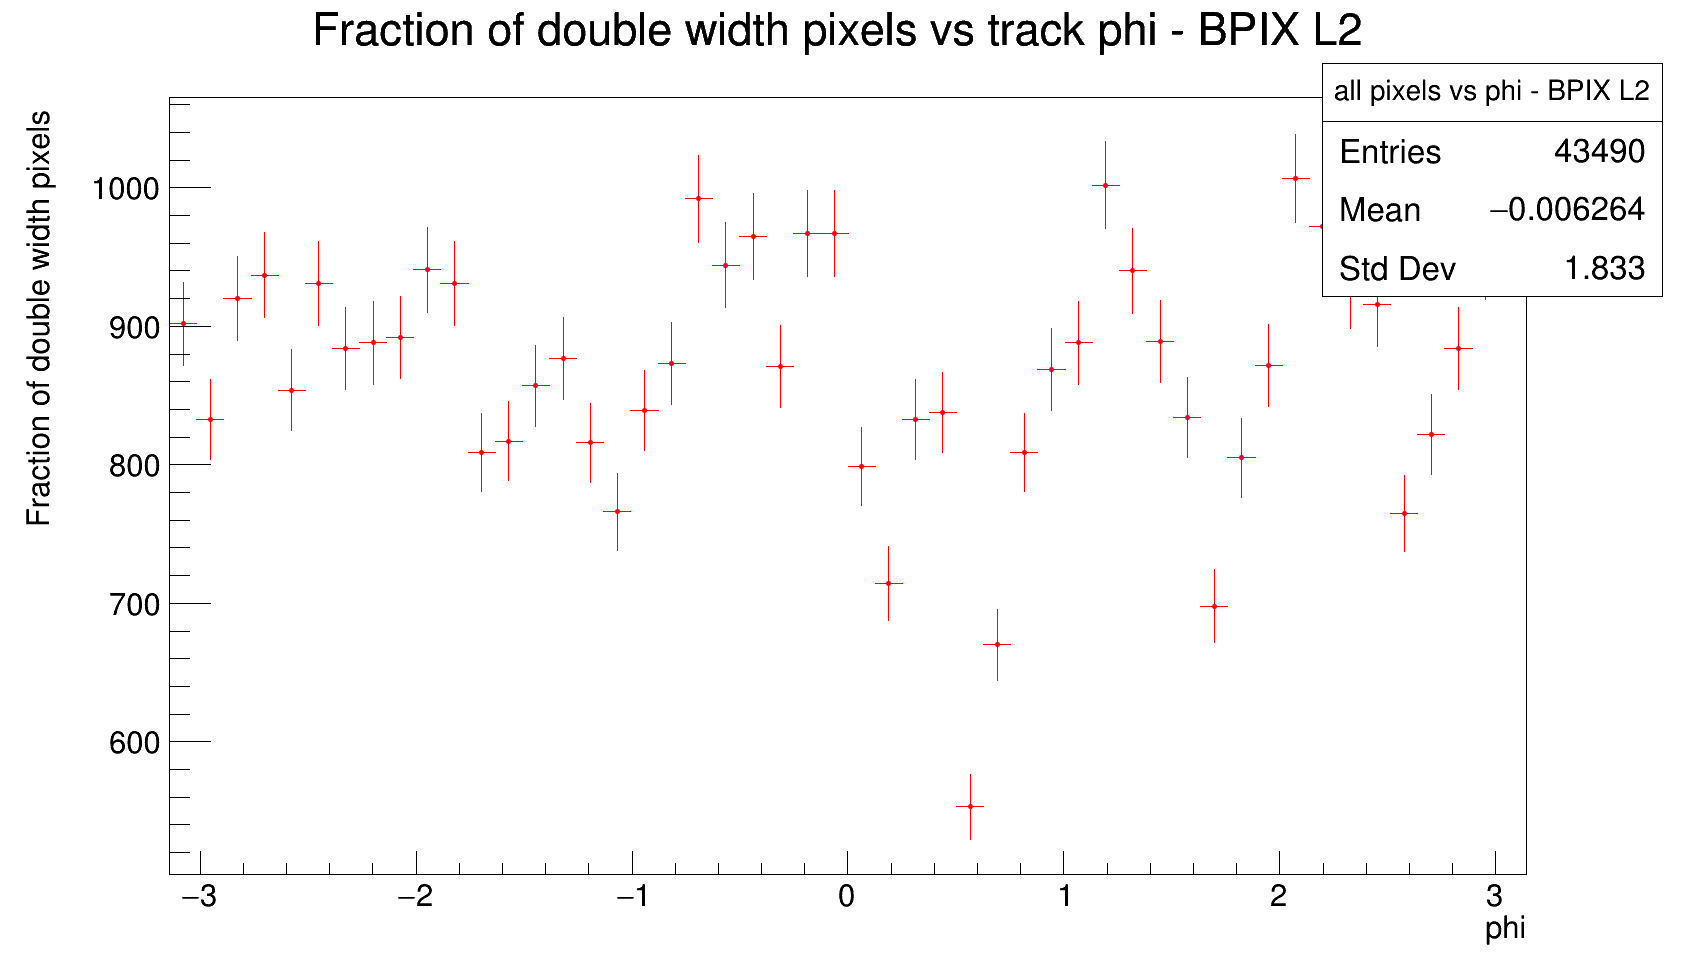 Fraction of double width pixels vs track phi - BPIX L2
all pixels vs phi - BPIX L2
Entries 43490
Mean −0.006264
Std Dev 1.833
Fraction of double width pixels
1000
900
800
700
600
−3 −2 −1 0 1 2 3
phi